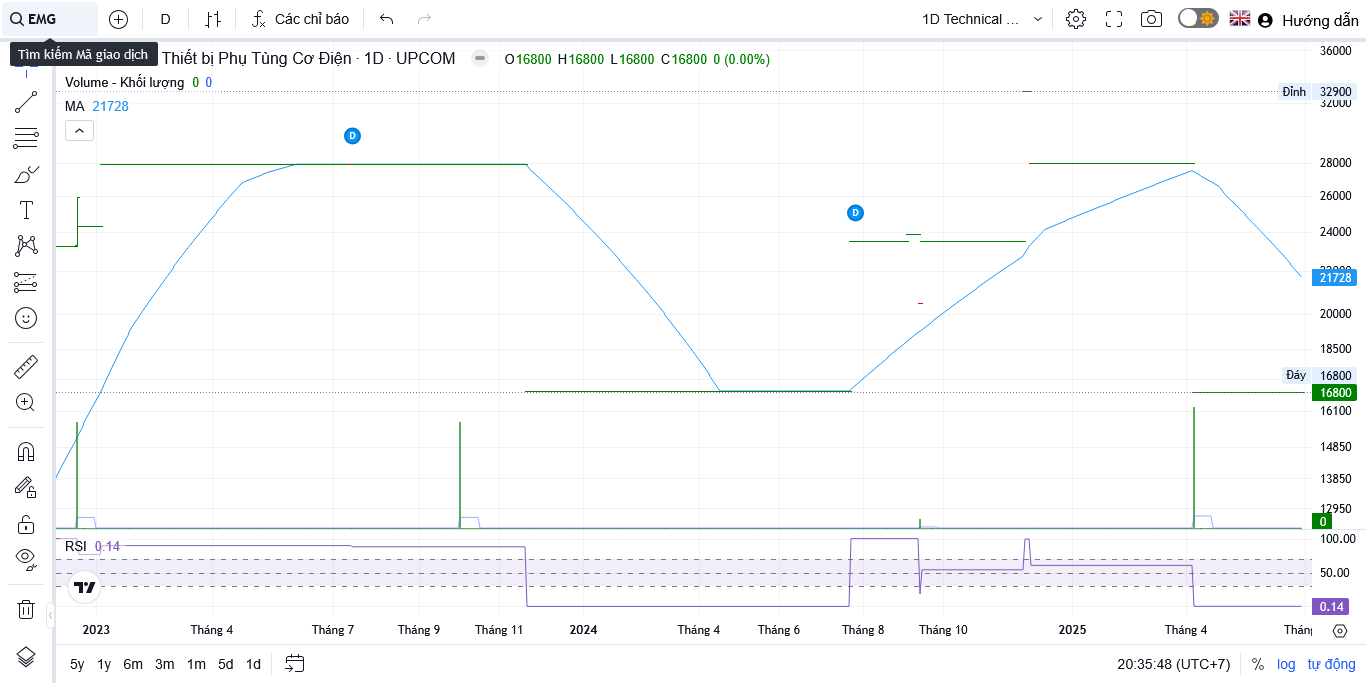 EMG D Các chỉ báo 1D Technical ... Hướng dẫn
Tìm kiếm Mã giao dịch
Thiết bị Phụ Tùng Cơ Điện · 1D · UPCOM O16800 H16800 L16800 C16800 0 (0.00%)
Volume - Khối lượng 0 0
MA 21728
D
D
36000
Đỉnh 32900
32000
28000
26000
24000
21728
20000
18500
Đáy 16800
16800
16100
14850
13850
12950
0
RSI 0.14
100.00
50.00
0.14
2023 Tháng 4 Tháng 7 Tháng 9 Tháng 11 2024 Tháng 4 Tháng 6 Tháng 8 Tháng 10 2025 Tháng 4
5y 1y 6m 3m 1m 5d 1d 20:35:48 (UTC+7) % log tự động